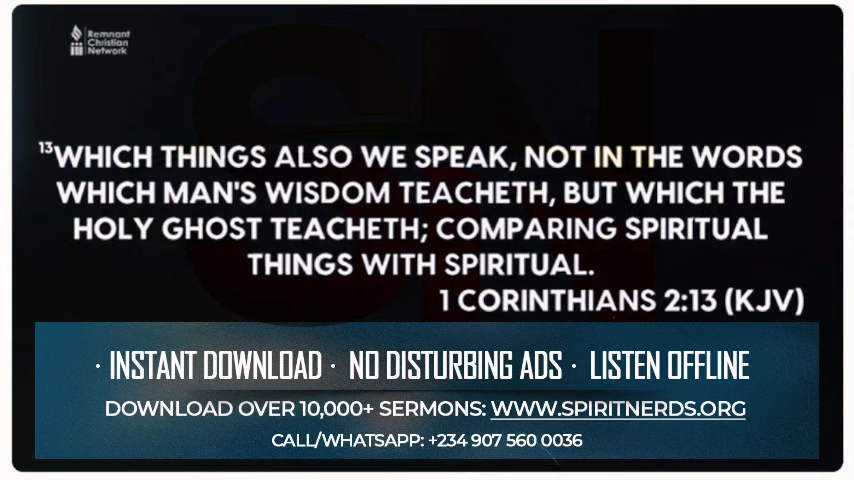 Remnant
Christian
Network
13WHICH THINGS ALSO WE SPEAK, NOT IN THE WORDS
WHICH MAN'S WISDOM TEACHETH, BUT WHICH THE
HOLY GHOST TEACHETH; COMPARING SPIRITUAL
THINGS WITH SPIRITUAL.
1 CORINTHIANS 2:13 (KJV)
· INSTANT DOWNLOAD · NO DISTURBING ADS · LISTEN OFFLINE
DOWNLOAD OVER 10,000+ SERMONS: WWW.SPIRITNERDS.ORG
CALL/WHATSAPP: +234 907 560 0036